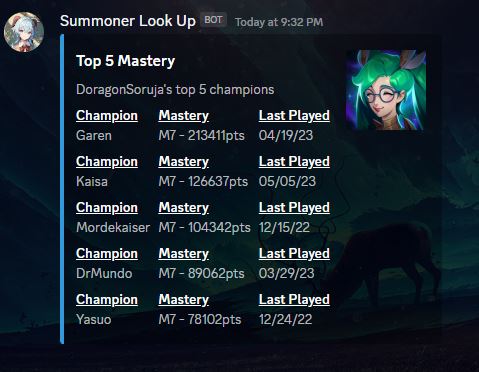 Summoner Look Up BOT Today at 9:32 PM
Top 5 Mastery
DoragonSoruja's top 5 champions
Champion Mastery Last Played
Garen M7 - 213411pts 04/19/23
Champion Mastery Last Played
Kaisa M7 - 126637pts 05/05/23
Champion Mastery Last Played
Mordekaiser M7 - 104342pts 12/15/22
Champion Mastery Last Played
DrMundo M7 - 89062pts 03/29/23
Champion Mastery Last Played
Yasuo M7 - 78102pts 12/24/22